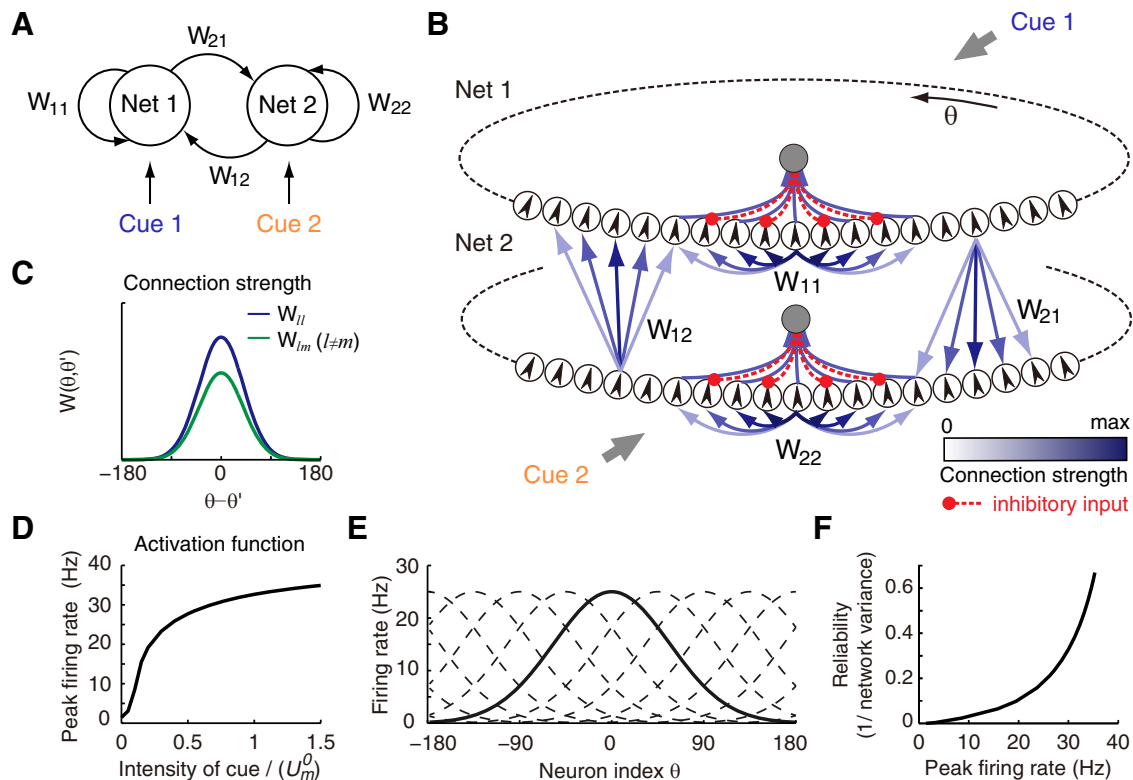 A
W21
W11
Net 1
Net 2
W22
W12
Cue 1
Cue 2
B
Cue 1
Net 1
θ
Net 2
W11
W12
W21
W22
Cue 2
0 max
Connection strength
inhibitory input
C
Connection strength
W(θ,θ')
Wll
Wlm (l≠m)
−180 0 180
θ−θ'
D
Activation function
Peak firing rate (Hz)
40
30
20
10
0
0 0.5 1 1.5
Intensity of cue / (U⁰m)
E
Firing rate (Hz)
30
20
10
0
−180 −90 0 90 180
Neuron index θ
F
Reliability
(1/ network variance)
0.6
0.4
0.2
0
0 10 20 30 40
Peak firing rate (Hz)